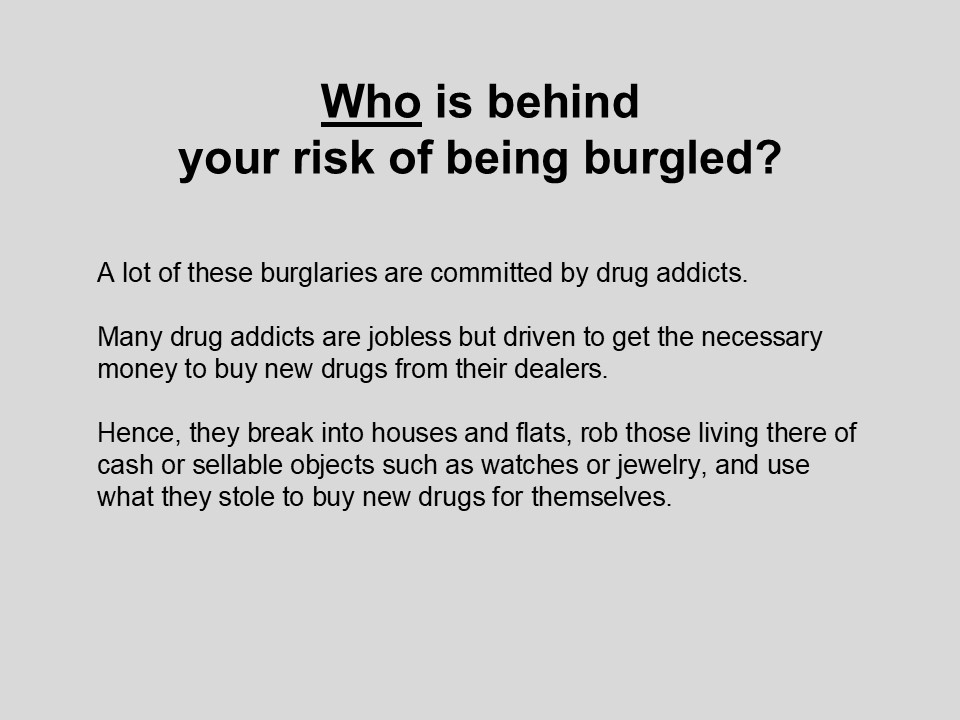 Who is behind
your risk of being burgled?
A lot of these burglaries are committed by drug addicts.
Many drug addicts are jobless but driven to get the necessary
money to buy new drugs from their dealers.
Hence, they break into houses and flats, rob those living there of
cash or sellable objects such as watches or jewelry, and use
what they stole to buy new drugs for themselves.